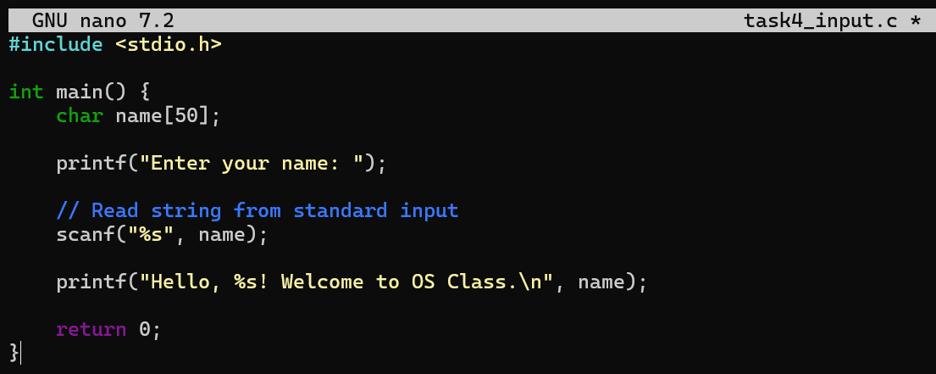 GNU nano 7.2 task4_input.c *
#include <stdio.h>
int main() {
    char name[50];
    printf("Enter your name: ");
    // Read string from standard input
    scanf("%s", name);
    printf("Hello, %s! Welcome to OS Class.\n", name);
    return 0;
}